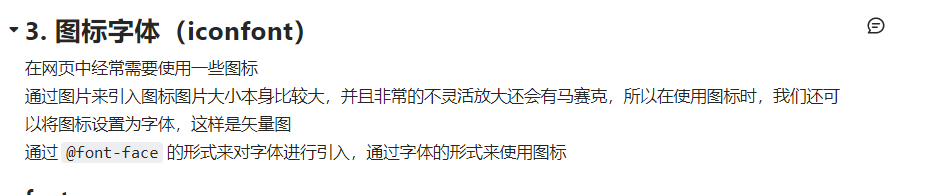 3. 图标字体（iconfont）
在网页中经常需要使用一些图标
通过图片来引入图标图片大小本身比较大，并且非常的不灵活放大还会有马赛克，所以在使用图标时，我们还可
以将图标设置为字体，这样是矢量图
通过 @font-face 的形式来对字体进行引入，通过字体的形式来使用图标